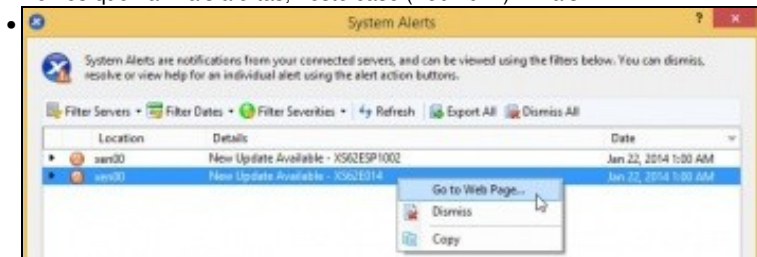 System Alerts
System Alerts are notifications from your connected servers, and can be viewed using the filters below. You can dismiss,
resolve or view help for an individual alert using the alert action buttons.
Filter Servers Filter Dates Filter Severities Refresh Export All Dismiss All
Location Details Date
xen00 New Update Available - XS62ESP1002 Jan 22, 2014 1:00 AM
xen00 New Update Available - XS62E014 Jan 22, 2014 1:00 AM
Go to Web Page...
Dismiss
Copy